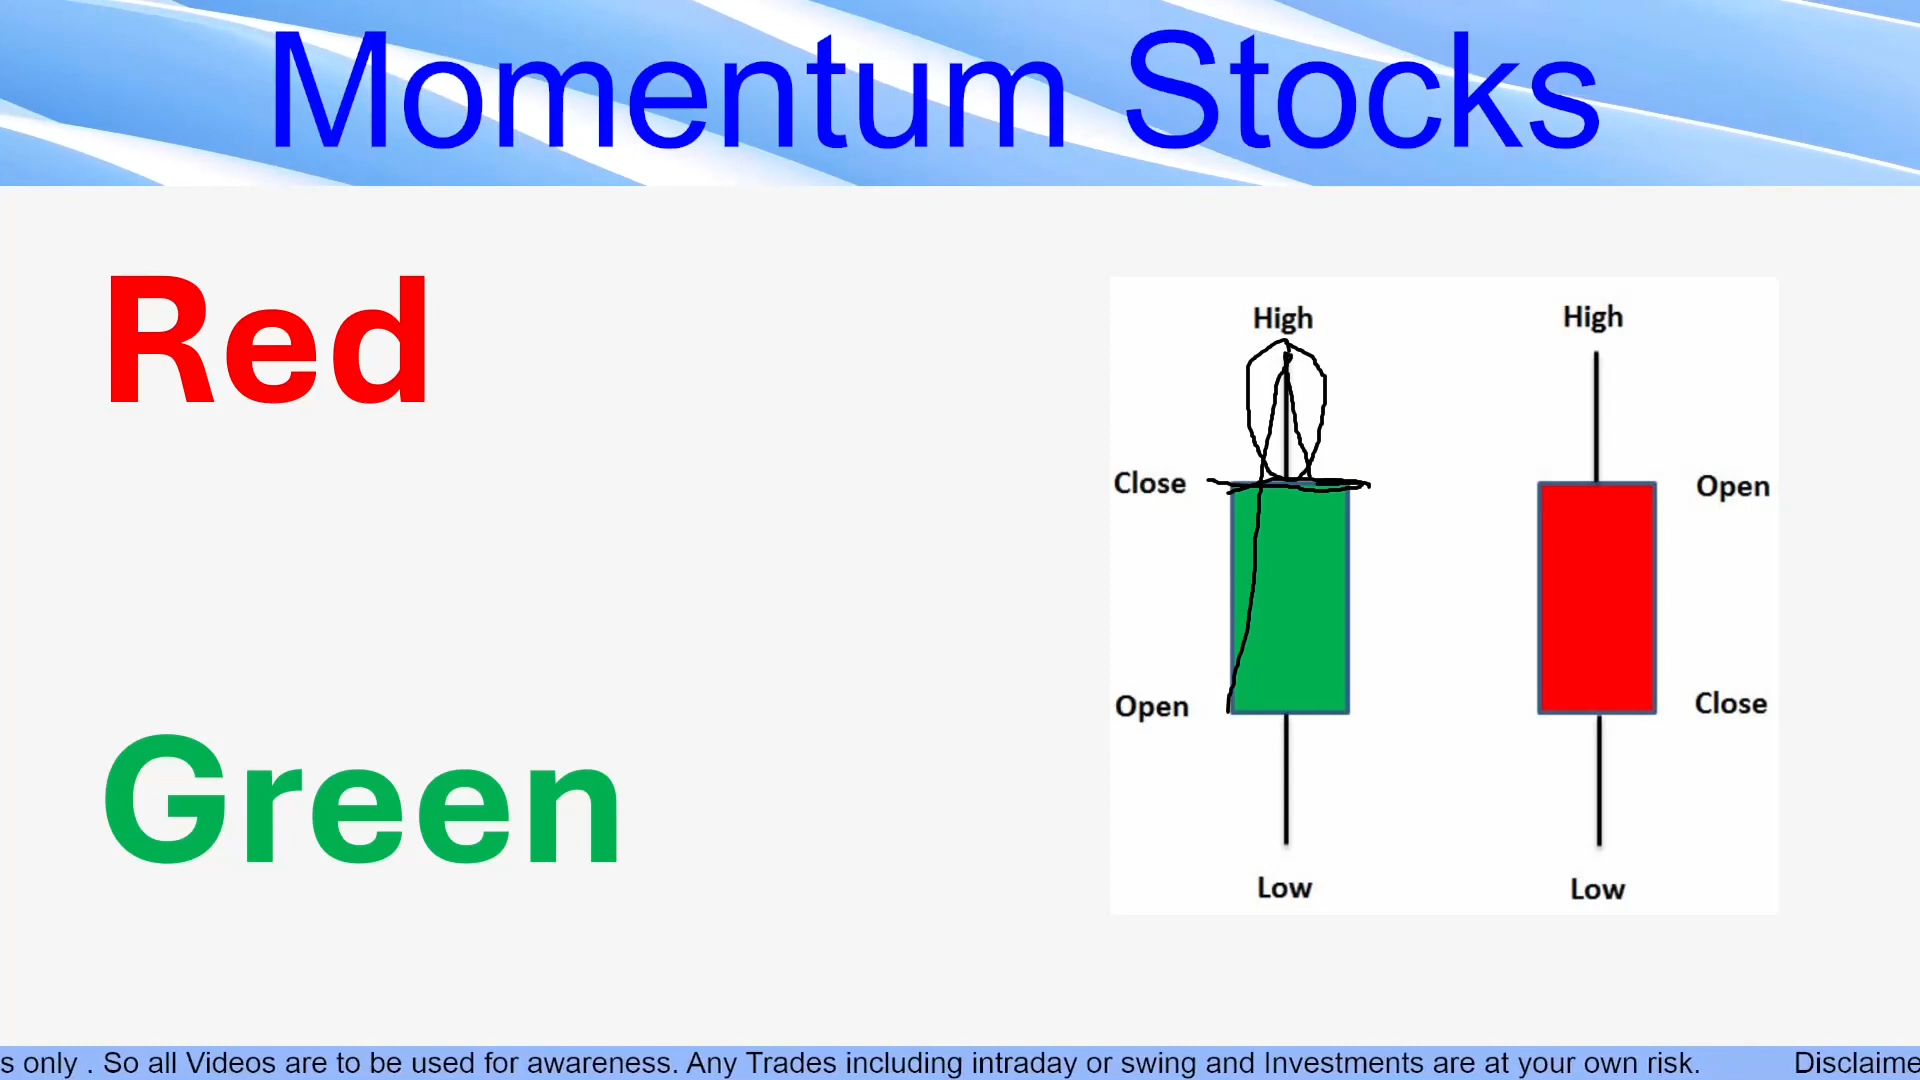 Momentum Stocks
Red
Green
High High
Close Open
Open Close
Low Low
s only . So all Videos are to be used for awareness. Any Trades including intraday or swing and Investments are at your own risk. Disclaime